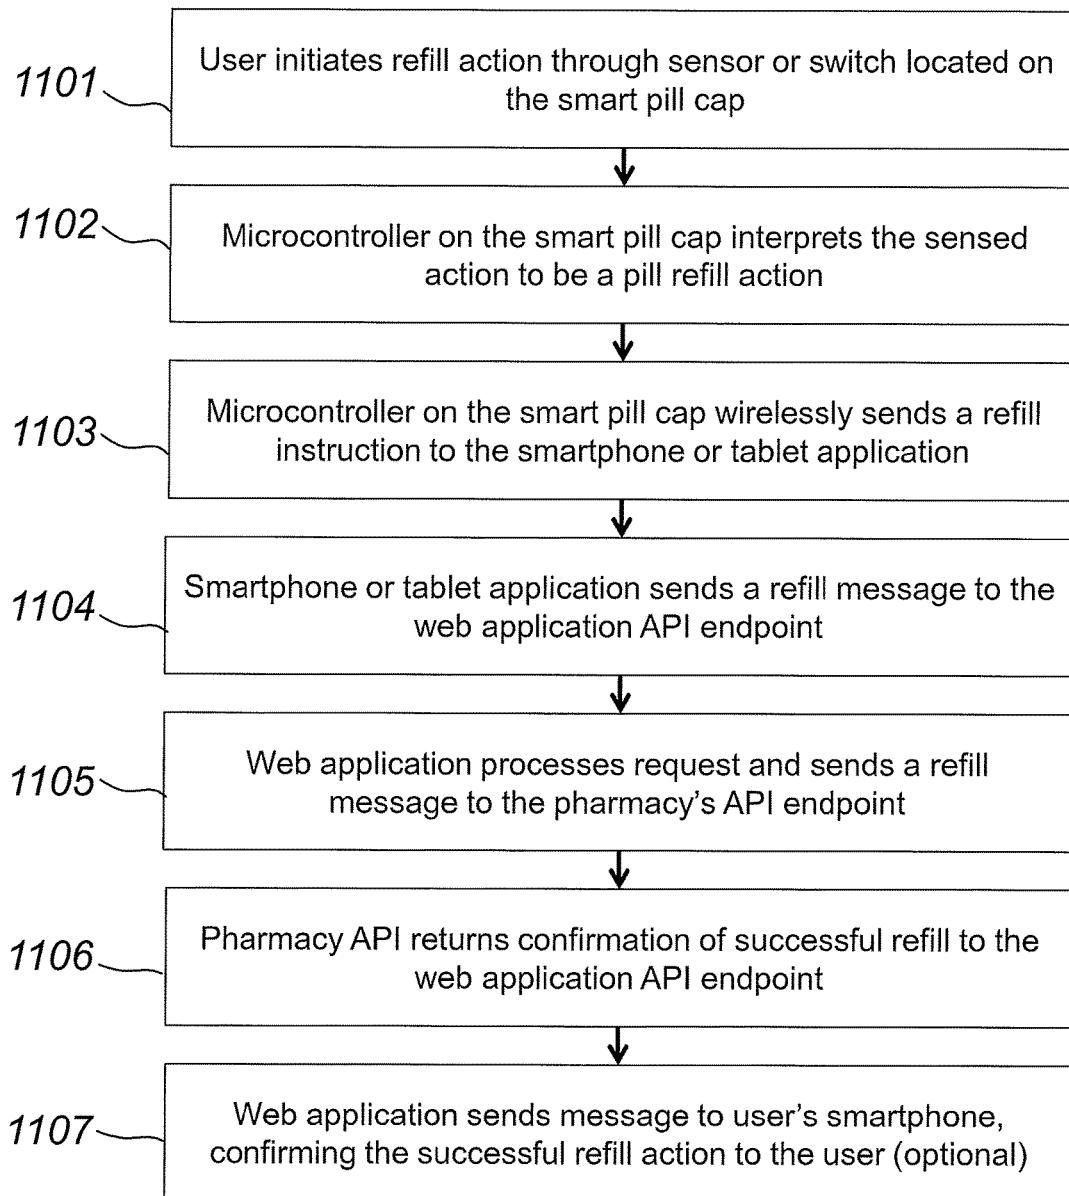 1101
User initiates refill action through sensor or switch located on
the smart pill cap
1102
Microcontroller on the smart pill cap interprets the sensed
action to be a pill refill action
1103
Microcontroller on the smart pill cap wirelessly sends a refill
instruction to the smartphone or tablet application
1104
Smartphone or tablet application sends a refill message to the
web application API endpoint
1105
Web application processes request and sends a refill
message to the pharmacy's API endpoint
1106
Pharmacy API returns confirmation of successful refill to the
web application API endpoint
1107
Web application sends message to user's smartphone,
confirming the successful refill action to the user (optional)